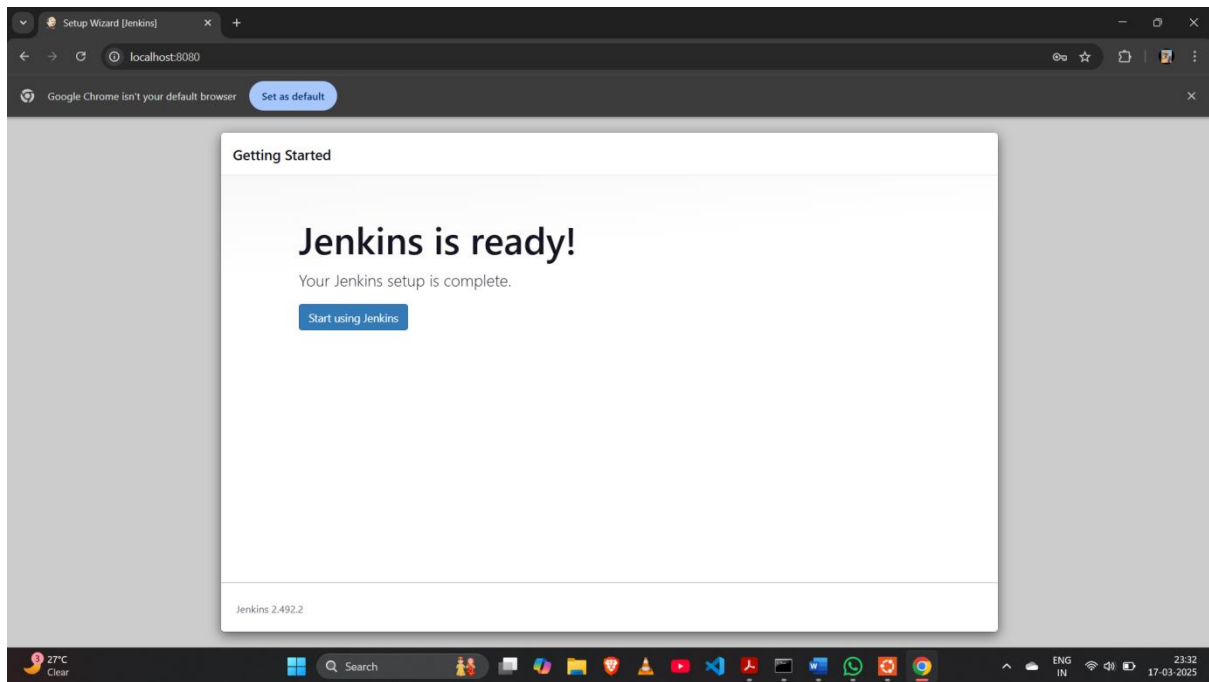 Setup Wizard [Jenkins]
localhost:8080
Google Chrome isn't your default browser Set as default
Getting Started
Jenkins is ready!
Your Jenkins setup is complete.
Start using Jenkins
Jenkins 2.492.2
3
27°C
Clear
Search
ENG
IN
23:32
17-03-2025